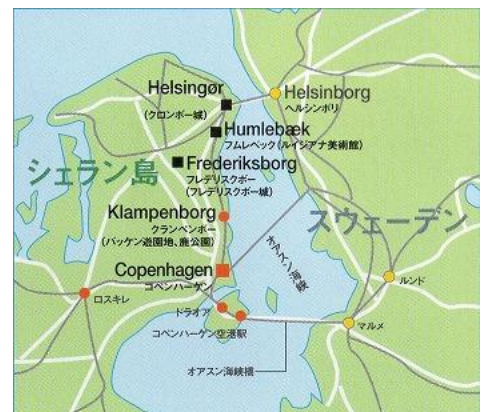 Helsingør
(クロンボー城)
Helsinborg
ヘルシンボリ
Humlebæk
フムレベック(ルイジアナ美術館)
シェラン島
Frederiksborg
フレデリスクボー
(フレデリスクボー城)
Klampenborg
クランペンボー
(バッケン遊園地、鹿公園)
スウェーデン
オアスン海峡
Copenhagen
コペンハーゲン
ルンド
ロスキレ
ドラオア
マルメ
コペンハーゲン空港駅
オアスン海峡橋